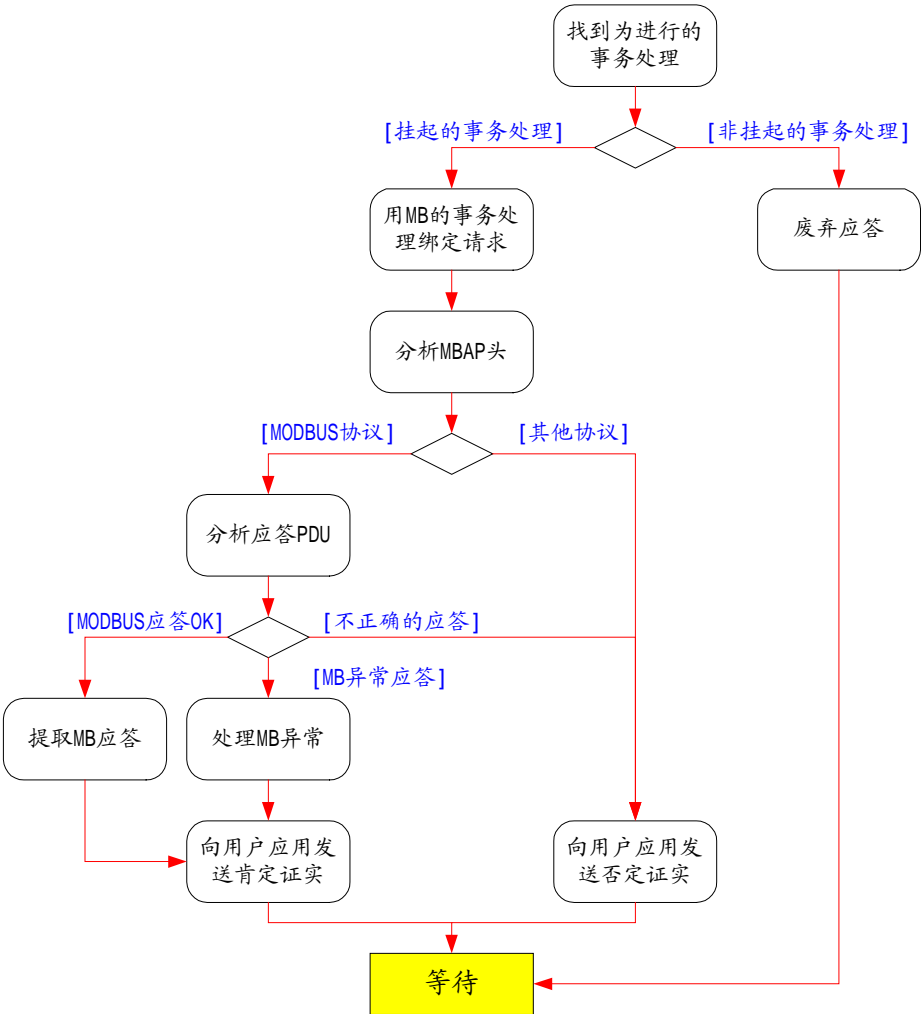 找到为进行的
事务处理
[挂起的事务处理]
[非挂起的事务处理]
用MB的事务处
理绑定请求
废弃应答
分析MBAP头
[MODBUS协议]
[其他协议]
分析应答PDU
[MODBUS应答OK]
[不正确的应答]
[MB异常应答]
提取MB应答
处理MB异常
向用户应用发
送肯定证实
向用户应用发
送否定证实
等待